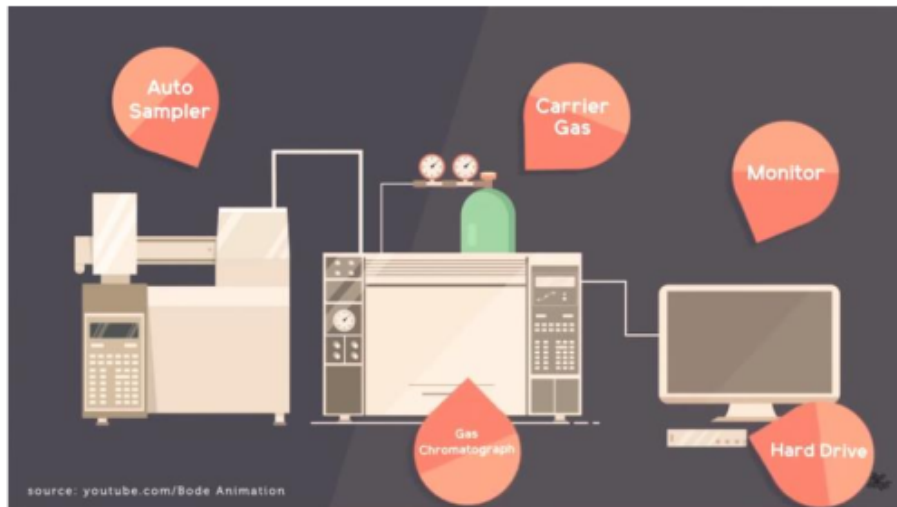 Auto
Sampler
Carrier
Gas
Monitor
Gas
Chromatograph
Hard Drive
source: youtube.com/Bode Animation